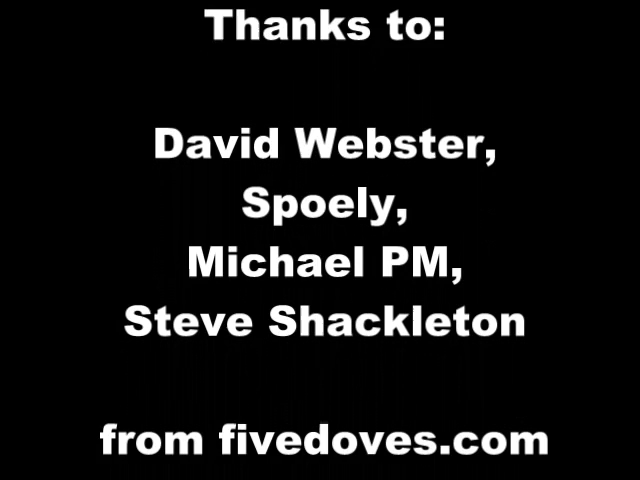 Thanks to:
David Webster,
Spoely,
Michael PM,
Steve Shackleton
from fivedoves.com